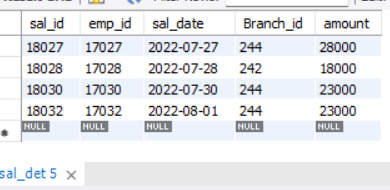 sal_id emp_id sal_date Branch_id amount
18027 17027 2022-07-27 244 28000
18028 17028 2022-07-28 242 18000
18030 17030 2022-07-30 244 23000
18032 17032 2022-08-01 244 23000
NULL NULL NULL NULL NULL
sal_det 5 ×